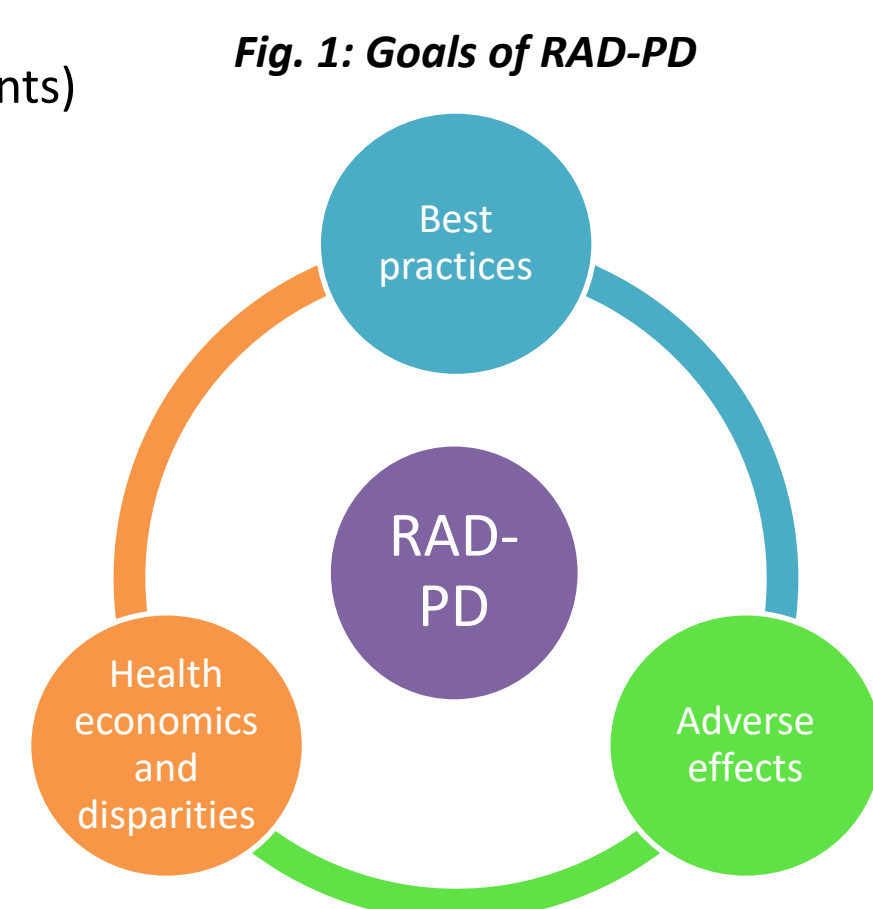 Fig. 1: Goals of RAD-PD
nts)
Best
practices
RAD-
PD
Health
economics
and
disparities
Adverse
effects